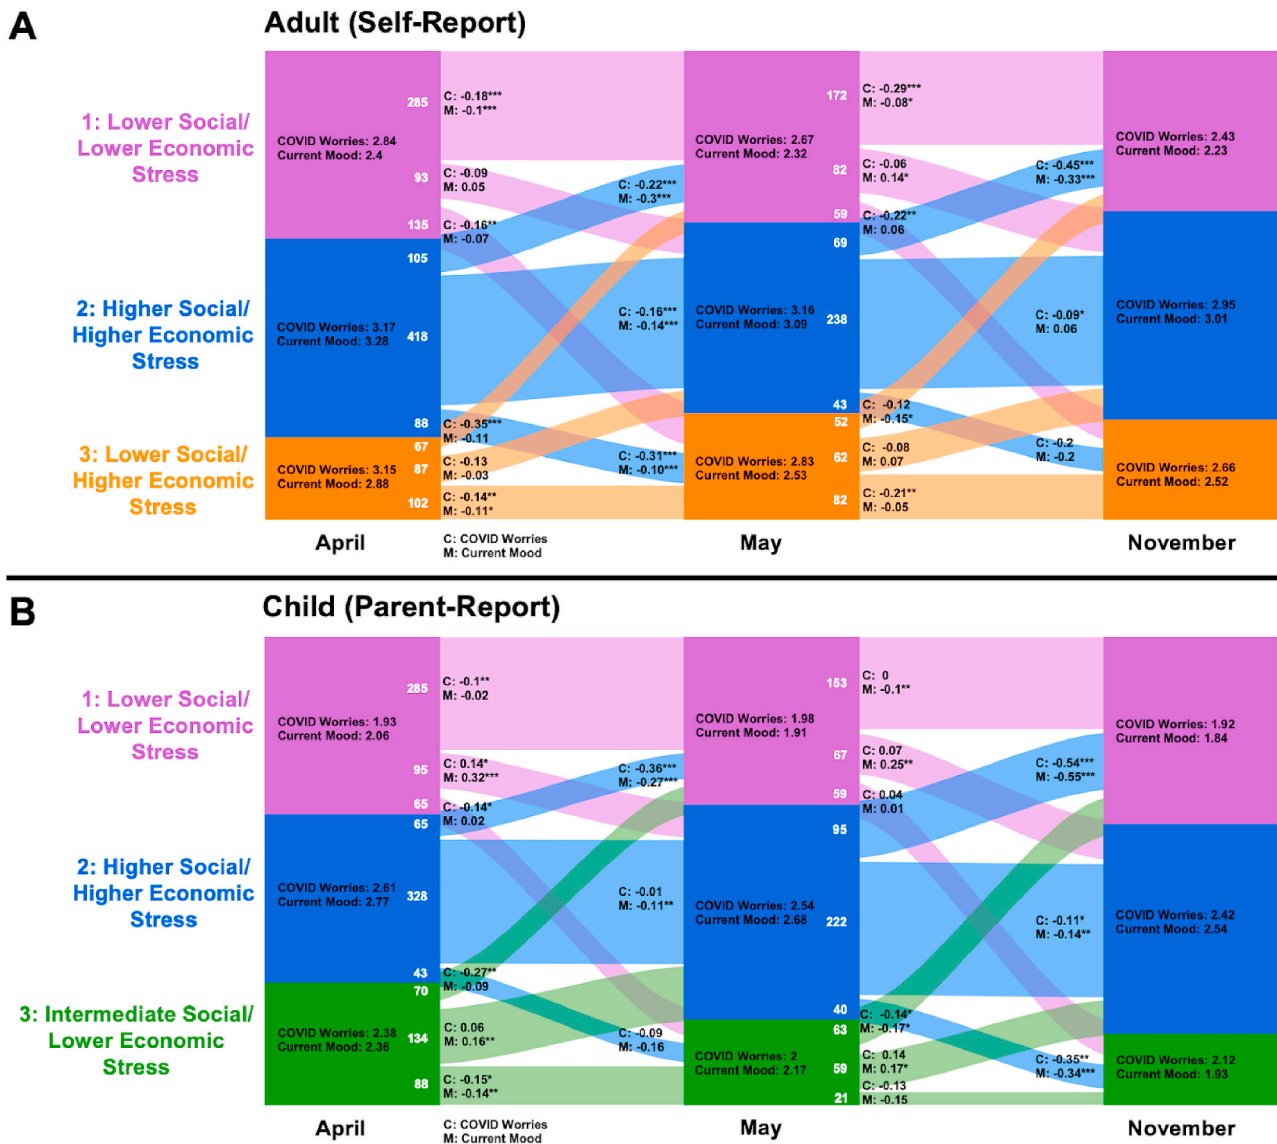 A
Adult (Self-Report)
1: Lower Social/
Lower Economic
Stress
2: Higher Social/
Higher Economic
Stress
3: Lower Social/
Higher Economic
Stress
COVID Worries: 2.84
Current Mood: 2.4
285
93
135
COVID Worries: 3.17
Current Mood: 3.28
105
418
88
COVID Worries: 3.15
Current Mood: 2.88
67
87
102
C: -0.18***
M: -0.1***
C: -0.09
M: 0.05
C: -0.16**
M: -0.07
C: -0.22***
M: -0.3***
C: -0.16***
M: -0.14***
C: -0.35***
M: -0.11
C: -0.31***
M: -0.10***
C: -0.13
M: -0.03
C: -0.14**
M: -0.11*
COVID Worries: 2.67
Current Mood: 2.32
172
82
59
COVID Worries: 3.16
Current Mood: 3.09
69
238
43
COVID Worries: 2.83
Current Mood: 2.53
52
62
82
C: -0.29***
M: -0.08*
C: -0.06
M: 0.14*
C: -0.22**
M: 0.06
C: -0.45***
M: -0.33***
C: -0.09*
M: 0.06
C: -0.12
M: -0.15*
C: -0.2
M: -0.2
C: -0.08
M: 0.07
C: -0.21**
M: -0.05
COVID Worries: 2.43
Current Mood: 2.23
COVID Worries: 2.95
Current Mood: 3.01
COVID Worries: 2.66
Current Mood: 2.52
April
C: COVID Worries
M: Current Mood
May
November
B
Child (Parent-Report)
1: Lower Social/
Lower Economic
Stress
2: Higher Social/
Higher Economic
Stress
3: Intermediate Social/
Lower Economic
Stress
COVID Worries: 1.93
Current Mood: 2.06
285
95
65
COVID Worries: 2.61
Current Mood: 2.77
65
328
43
COVID Worries: 2.38
Current Mood: 2.36
70
134
88
C: -0.1**
M: -0.02
C: 0.14*
M: 0.32***
C: -0.14*
M: 0.02
C: -0.36***
M: -0.27***
C: -0.01
M: -0.11**
C: -0.27**
M: -0.09
C: -0.09
M: -0.16
C: 0.06
M: 0.16**
C: -0.15*
M: -0.14**
COVID Worries: 1.98
Current Mood: 1.91
153
67
59
COVID Worries: 2.54
Current Mood: 2.68
95
222
40
COVID Worries: 2
Current Mood: 2.17
63
59
21
C: 0
M: -0.1**
C: 0.07
M: 0.25**
C: 0.04
M: 0.01
C: -0.54***
M: -0.55***
C: -0.11*
M: -0.14**
C: -0.14*
M: -0.17*
C: -0.35**
M: -0.34***
C: 0.14
M: 0.17*
C: -0.13
M: -0.15
COVID Worries: 1.92
Current Mood: 1.84
COVID Worries: 2.42
Current Mood: 2.54
COVID Worries: 2.12
Current Mood: 1.93
April
C: COVID Worries
M: Current Mood
May
November